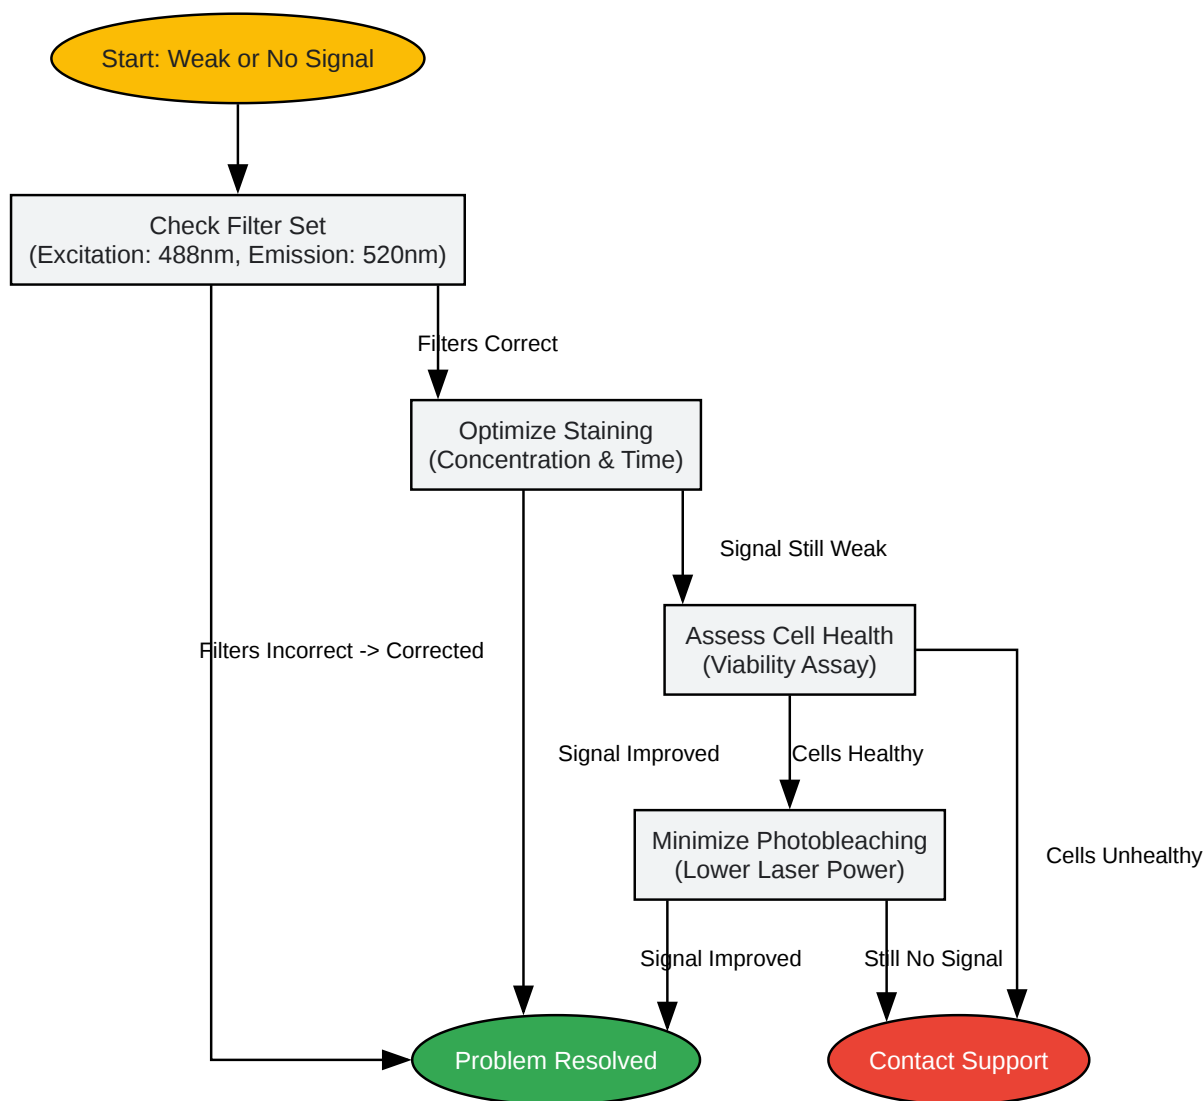 Start: Weak or No Signal
Check Filter Set
(Excitation: 488nm, Emission: 520nm)
Filters Correct
Optimize Staining
(Concentration & Time)
Signal Still Weak
Assess Cell Health
(Viability Assay)
Filters Incorrect -> Corrected
Signal Improved
Cells Healthy
Minimize Photobleaching
(Lower Laser Power)
Cells Unhealthy
Signal Improved
Still No Signal
Problem Resolved
Contact Support